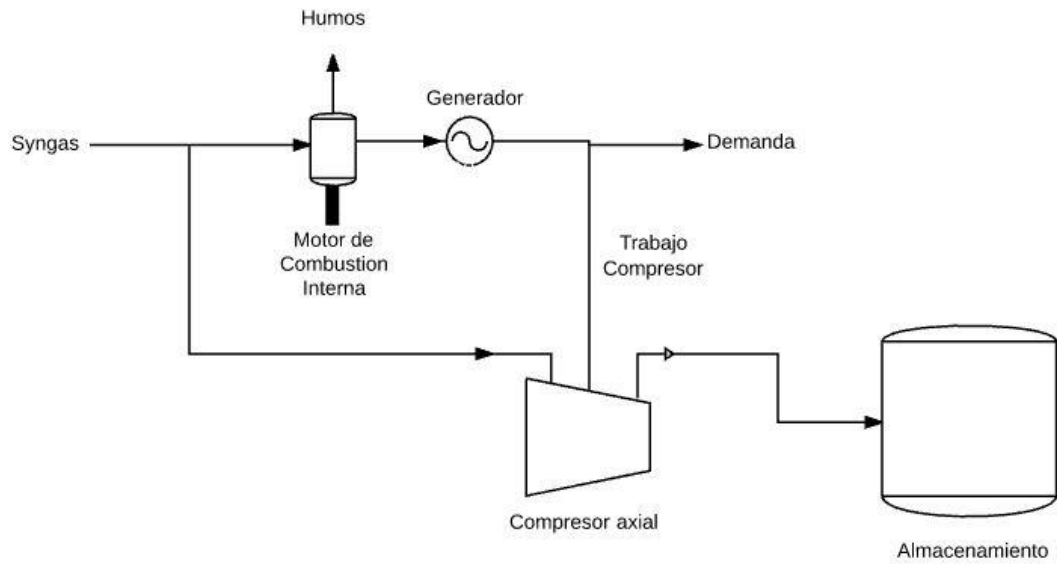 Humos
Generador
Syngas
Demanda
Motor de
Combustion
Interna
Trabajo
Compresor
Compresor axial
Almacenamiento